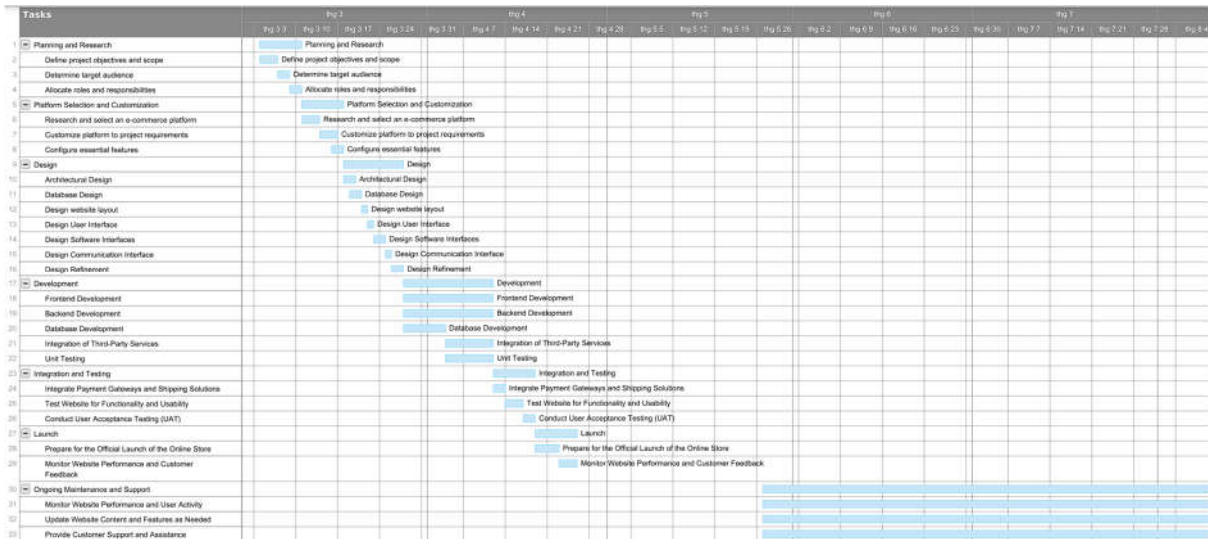 Tasks
thg 3 thg 4 thg 5 thg 6 thg 7
thg 3 3 thg 3 10 thg 3 17 thg 3 24 thg 3 31 thg 4 7 thg 4 14 thg 4 21 thg 4 28 thg 5 5 thg 5 12 thg 5 19 thg 5 26 thg 6 2 thg 6 9 thg 6 16 thg 6 23 thg 6 30 thg 7 7 thg 7 14 thg 7 21 thg 7 28 thg 8 4
1 Planning and Research Planning and Research
2 Define project objectives and scope Define project objectives and scope
3 Determine target audience Determine target audience
4 Allocate roles and responsibilities Allocate roles and responsibilities
5 Platform Selection and Customization Platform Selection and Customization
6 Research and select an e-commerce platform Research and select an e-commerce platform
7 Customize platform to project requirements Customize platform to project requirements
8 Configure essential features Configure essential features
9 Design Design
10 Architectural Design Architectural Design
11 Database Design Database Design
12 Design website layout Design website layout
13 Design User Interface Design User Interface
14 Design Software Interfaces Design Software Interfaces
15 Design Communication Interface Design Communication Interface
16 Design Refinement Design Refinement
17 Development Development
18 Frontend Development Frontend Development
19 Backend Development Backend Development
20 Database Development Database Development
21 Integration of Third-Party Services Integration of Third-Party Services
22 Unit Testing Unit Testing
23 Integration and Testing Integration and Testing
24 Integrate Payment Gateways and Shipping Solutions Integrate Payment Gateways and Shipping Solutions
25 Test Website for Functionality and Usability Test Website for Functionality and Usability
26 Conduct User Acceptance Testing (UAT) Conduct User Acceptance Testing (UAT)
27 Launch Launch
28 Prepare for the Official Launch of the Online Store Prepare for the Official Launch of the Online Store
29 Monitor Website Performance and Customer Monitor Website Performance and Customer Feedback
Feedback
30 Ongoing Maintenance and Support
31 Monitor Website Performance and User Activity
32 Update Website Content and Features as Needed
33 Provide Customer Support and Assistance